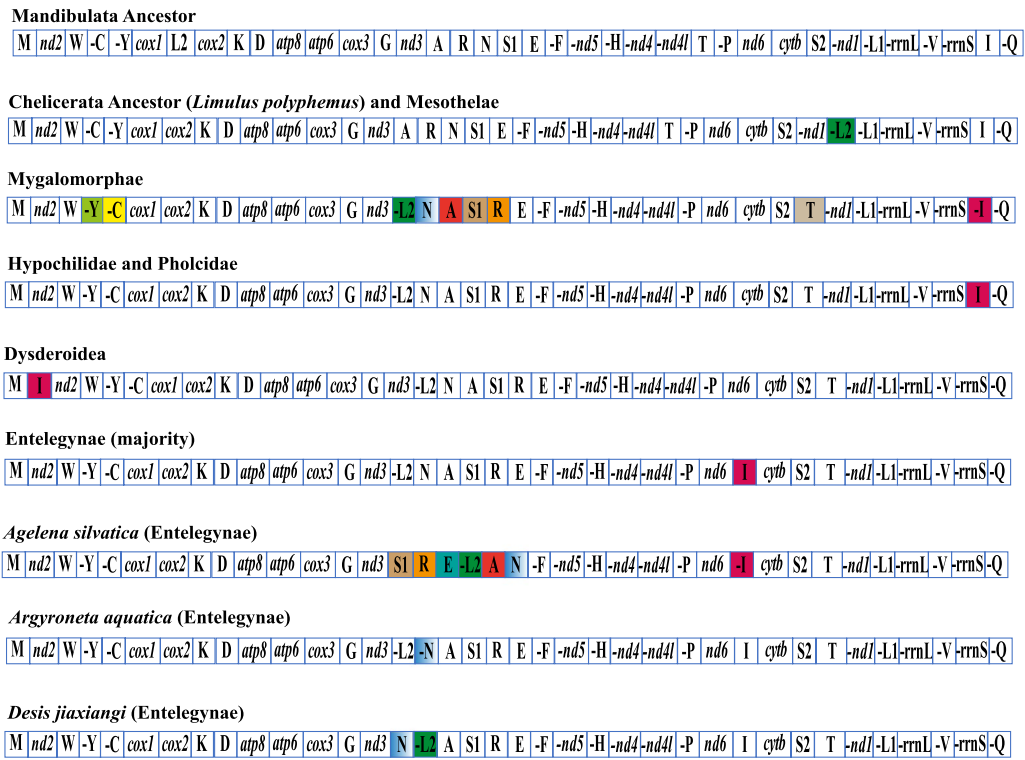 Mandibulata Ancestor
M nd2 W -C -Y cox1 L2 cox2 K D atp8 atp6 cox3 G nd3 A R N S1 E -F -nd5 -H -nd4 -nd4l T -P nd6 cytb S2 -nd1 -L1 -rrnL -V -rrnS I -Q
Chelicerata Ancestor (Limulus polyphemus) and Mesothelae
M nd2 W -C -Y cox1 cox2 K D atp8 atp6 cox3 G nd3 A R N S1 E -F -nd5 -H -nd4 -nd4l T -P nd6 cytb S2 -nd1 -L2 -L1 -rrnL -V -rrnS I -Q
Mygalomorphae
M nd2 W -Y -C cox1 cox2 K D atp8 atp6 cox3 G nd3 -L2 N A S1 R E -F -nd5 -H -nd4 -nd4l -P nd6 cytb S2 T -nd1 -L1 -rrnL -V -rrnS -I -Q
Hypochilidae and Pholcidae
M nd2 W -Y -C cox1 cox2 K D atp8 atp6 cox3 G nd3 -L2 N A S1 R E -F -nd5 -H -nd4 -nd4l -P nd6 cytb S2 T -nd1 -L1 -rrnL -V -rrnS I -Q
Dysderoidea
M I nd2 W -Y -C cox1 cox2 K D atp8 atp6 cox3 G nd3 -L2 N A S1 R E -F -nd5 -H -nd4 -nd4l -P nd6 cytb S2 T -nd1 -L1 -rrnL -V -rrnS -Q
Entelegynae (majority)
M nd2 W -Y -C cox1 cox2 K D atp8 atp6 cox3 G nd3 -L2 N A S1 R E -F -nd5 -H -nd4 -nd4l -P nd6 I cytb S2 T -nd1 -L1 -rrnL -V -rrnS -Q
Agelena silvatica (Entelegynae)
M nd2 W -Y -C cox1 cox2 K D atp8 atp6 cox3 G nd3 S1 R E -L2 A N -F -nd5 -H -nd4 -nd4l -P nd6 -I cytb S2 T -nd1 -L1 -rrnL -V -rrnS -Q
Argyroneta aquatica (Entelegynae)
M nd2 W -Y -C cox1 cox2 K D atp8 atp6 cox3 G nd3 -L2 -N A S1 R E -F -nd5 -H -nd4 -nd4l -P nd6 I cytb S2 T -nd1 -L1 -rrnL -V -rrnS -Q
Desis jiaxiangi (Entelegynae)
M nd2 W -Y -C cox1 cox2 K D atp8 atp6 cox3 G nd3 N -L2 A S1 R E -F -nd5 -H -nd4 -nd4l -P nd6 I cytb S2 T -nd1 -L1 -rrnL -V -rrnS -Q